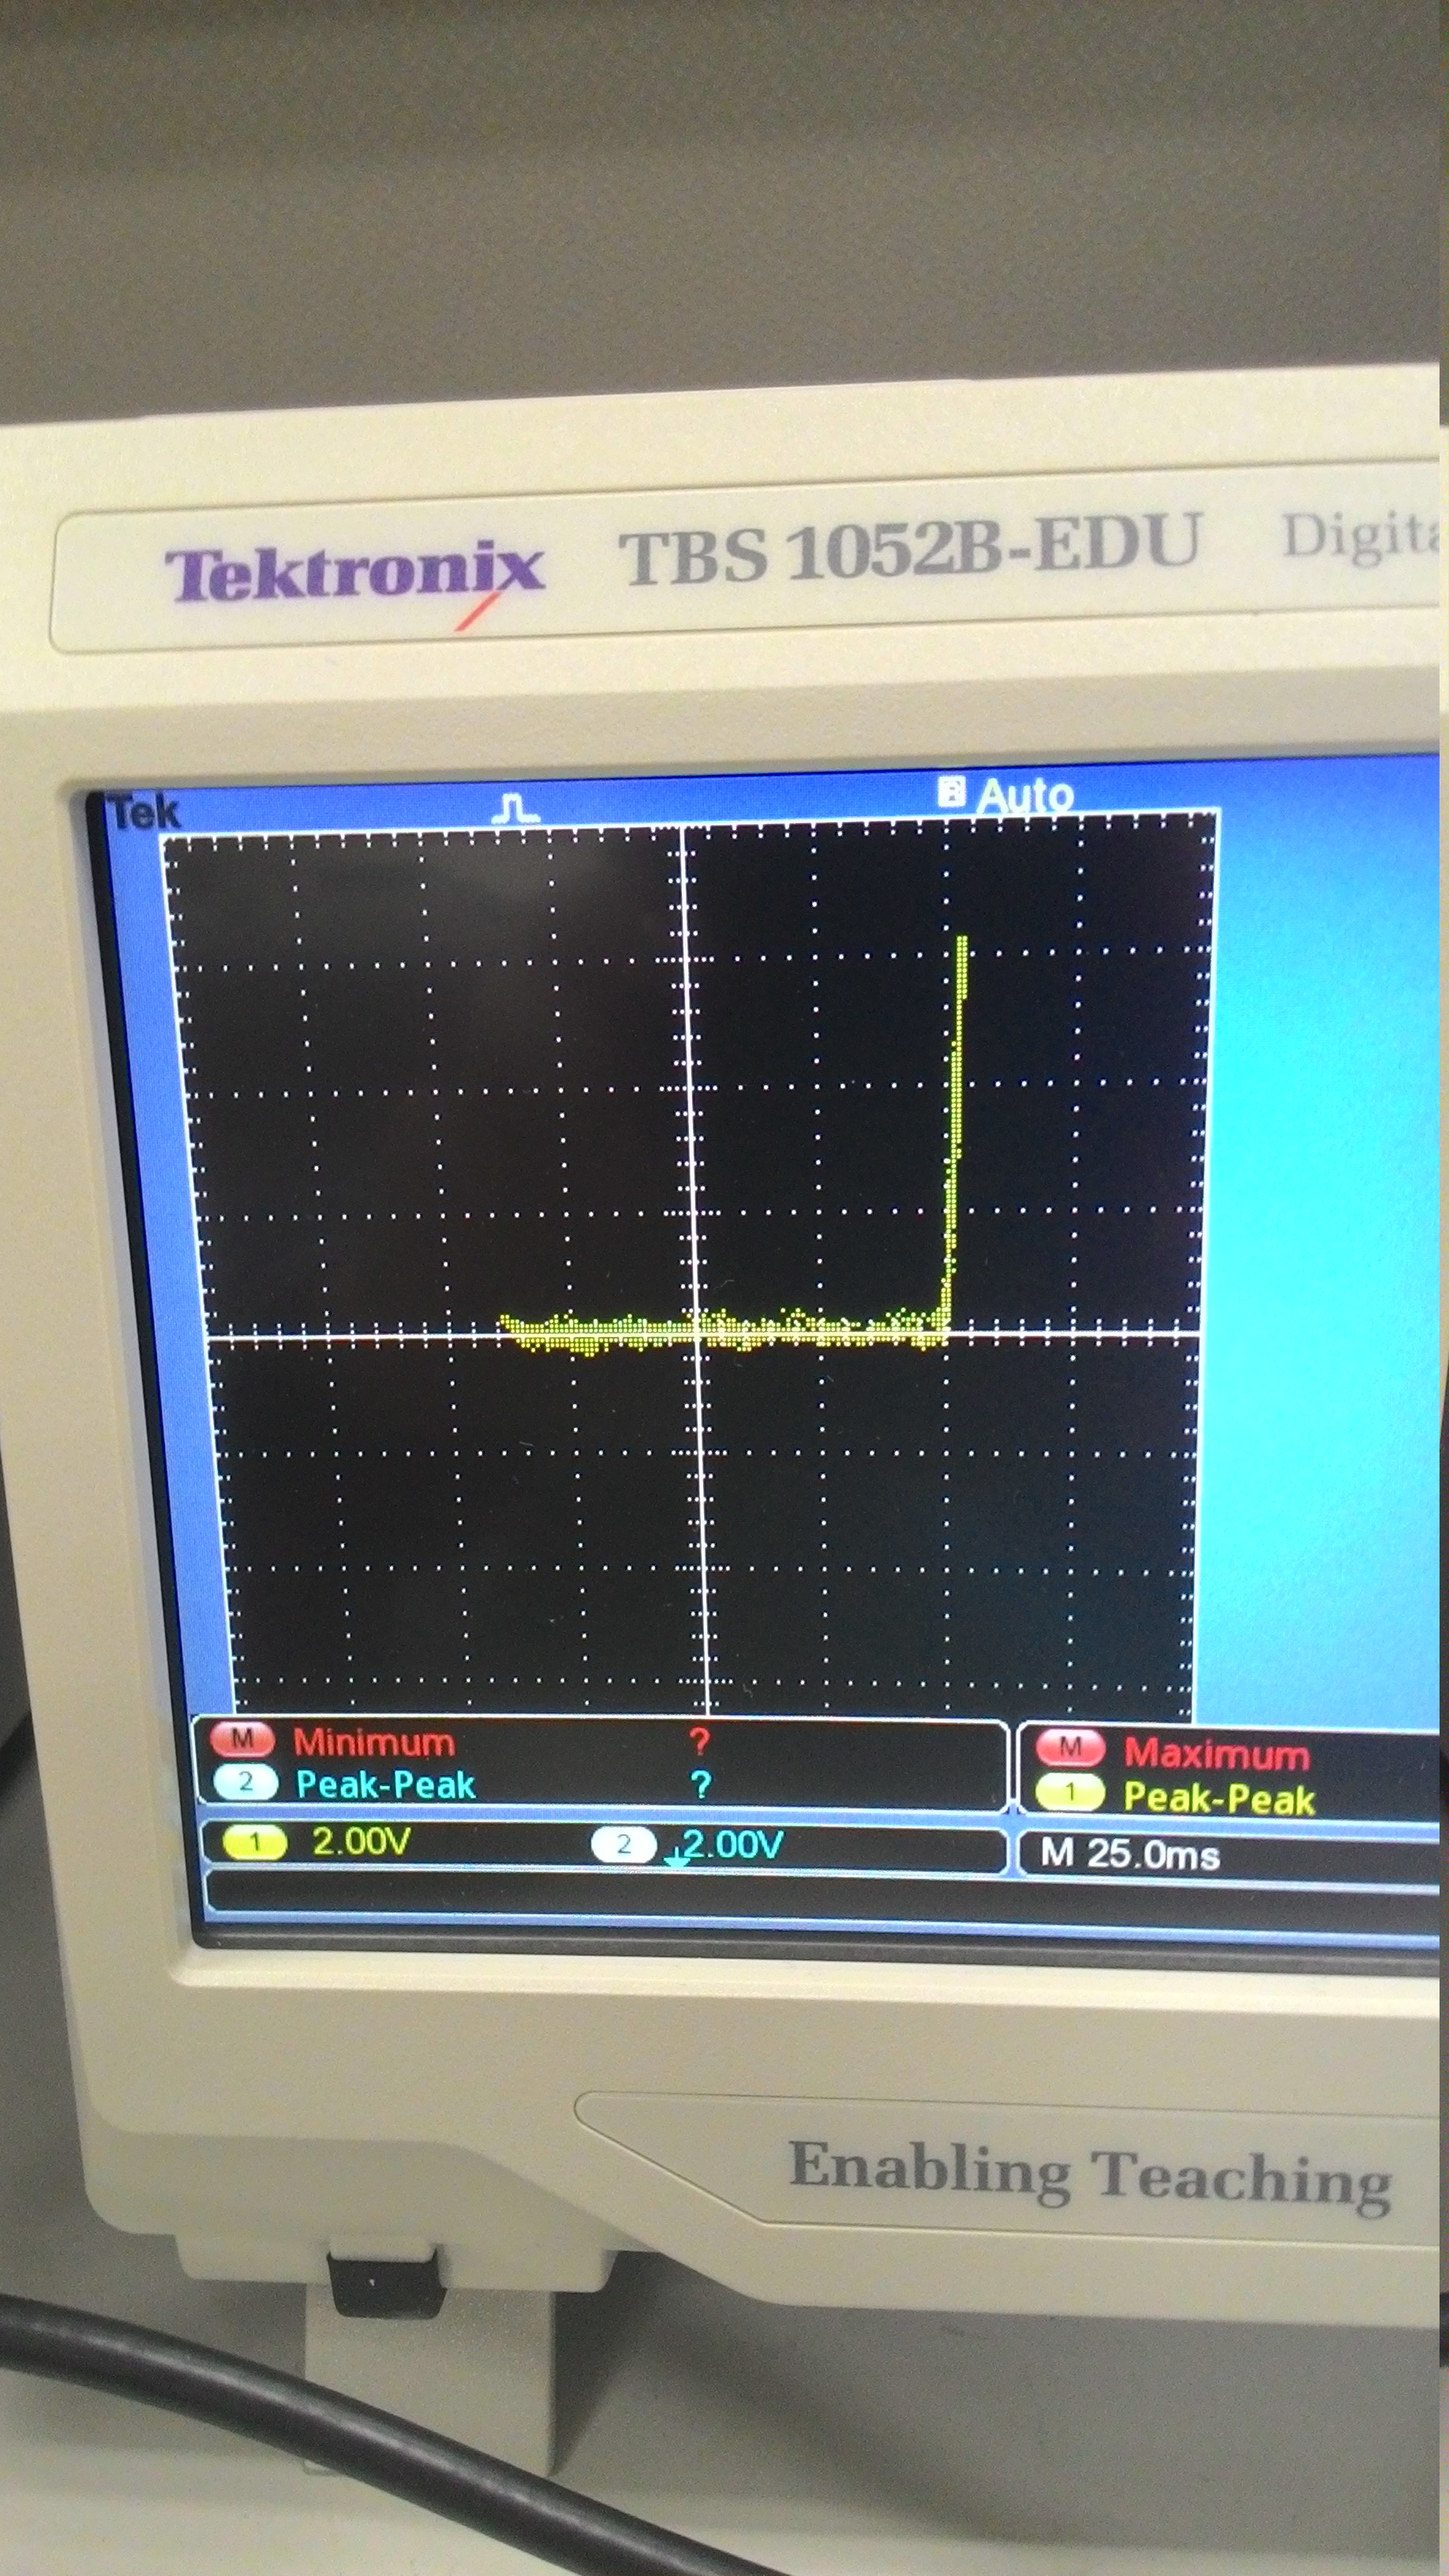 Tektronix TBS 1052B-EDU
Tek R Auto
M Minimum ?
2 Peak-Peak ?
M Maximum
1 Peak-Peak
1 2.00V 2 2.00V M 25.0ms
Enabling Teaching